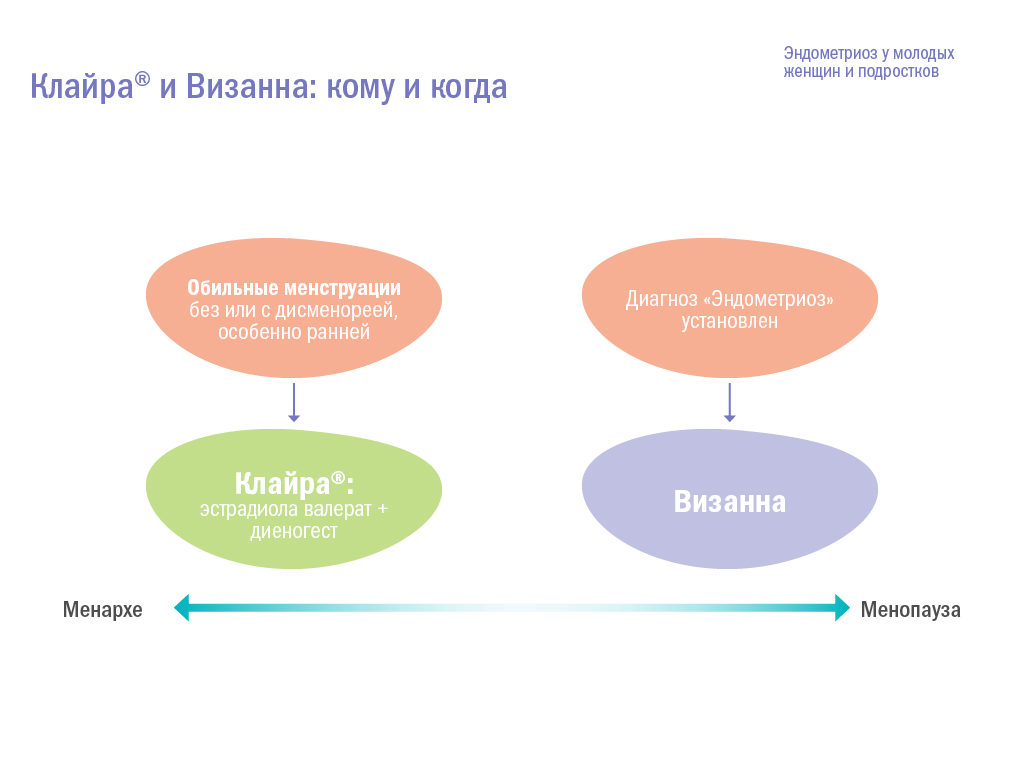 Эндометриоз у молодых
женщин и подростков
Клайра® и Визанна: кому и когда
Обильные менструации
без или с дисменореей,
особенно ранней
Диагноз «Эндометриоз»
установлен
Клайра®:
эстрадиола валерат +
диеногест
Визанна
Менархе
Менопауза